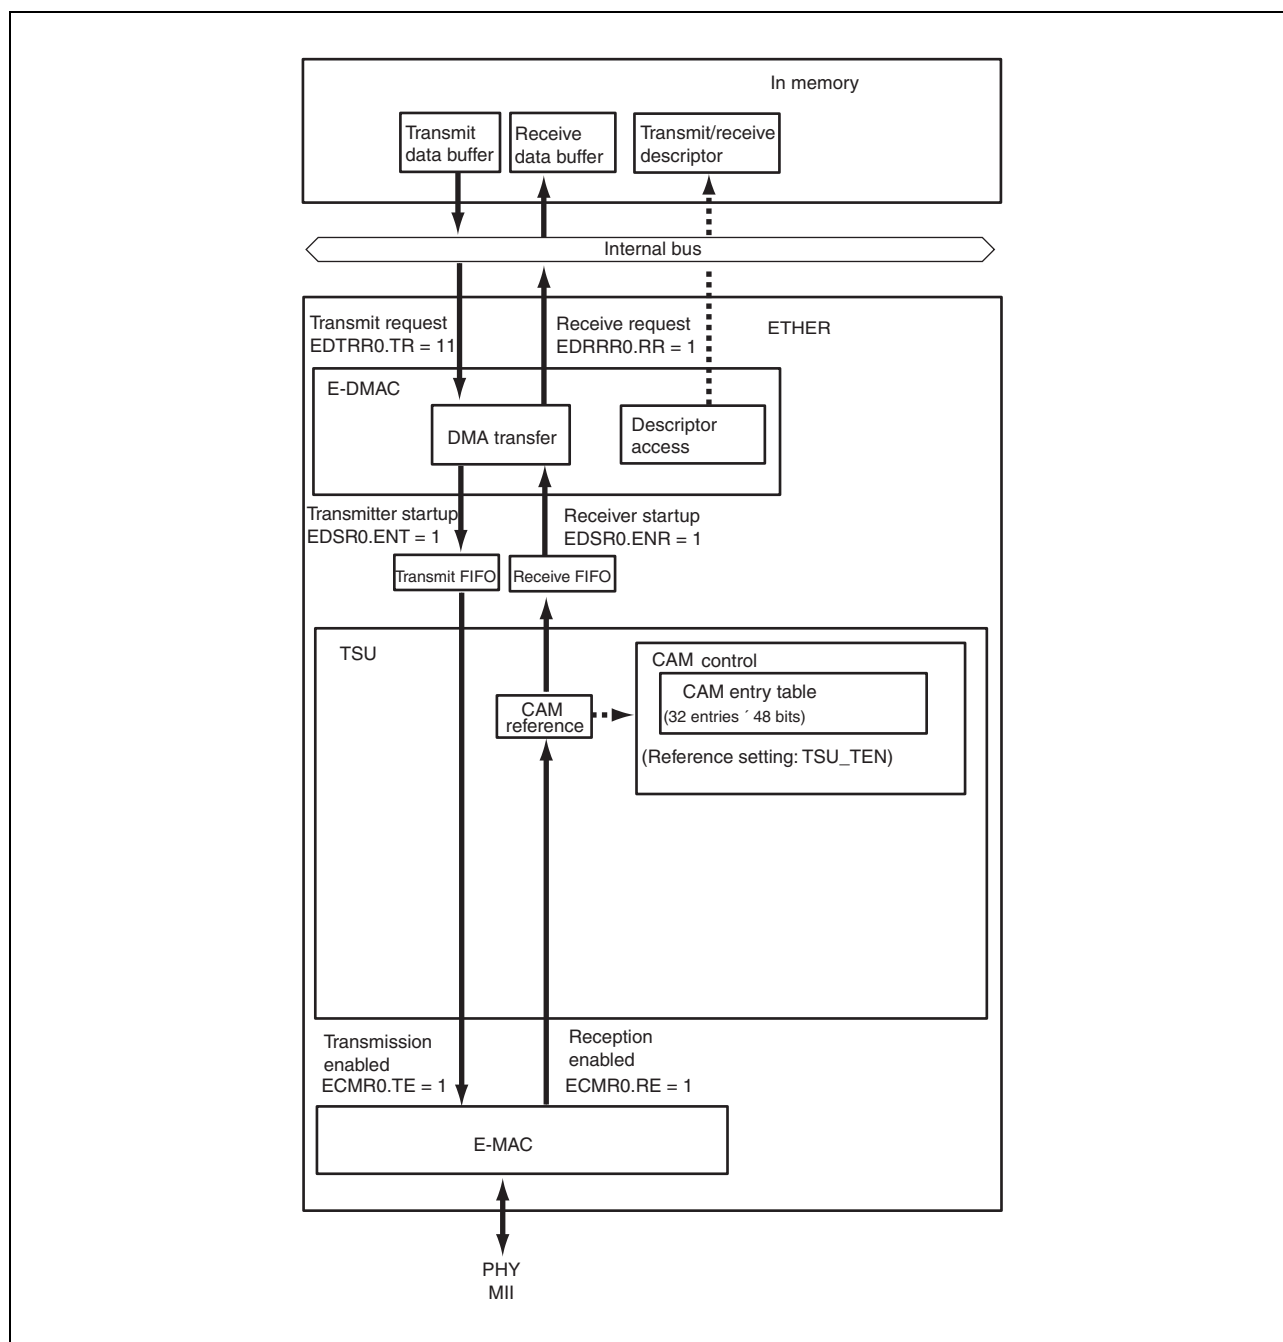 In memory
Transmit
data buffer
Receive
data buffer
Transmit/receive
descriptor
Internal bus
ETHER
Transmit request
EDTRR0.TR = 11
Receive request
EDRRR0.RR = 1
E-DMAC
DMA transfer
Descriptor
access
Transmitter startup
EDSR0.ENT = 1
Receiver startup
EDSR0.ENR = 1
Transmit FIFO
Receive FIFO
TSU
CAM control
CAM entry table
(32 entries ´ 48 bits)
CAM
reference
(Reference setting: TSU_TEN)
Transmission
enabled
ECMR0.TE = 1
Reception
enabled
ECMR0.RE = 1
E-MAC
PHY
MII